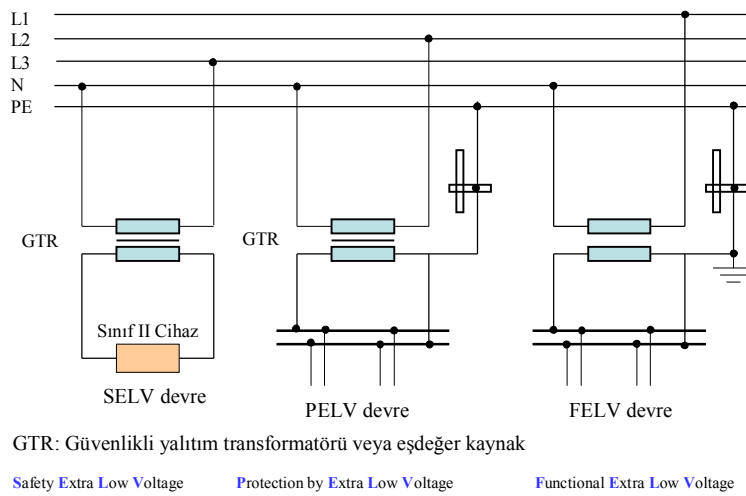 L1
L2
L3
N
PE
GTR
GTR
Sınıf II Cihaz
SELV devre
PELV devre
FELV devre
GTR: Güvenlikli yalıtım transformatörü veya eşdeğer kaynak
Safety Extra Low Voltage
Protection by Extra Low Voltage
Functional Extra Low Voltage